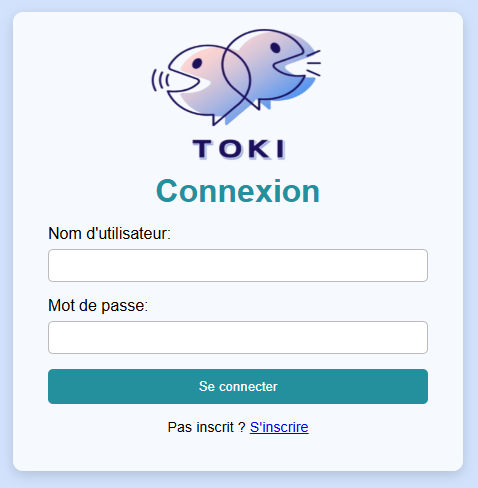 TOKI
Connexion
Nom d'utilisateur:
Mot de passe:
Se connecter
Pas inscrit ? S'inscrire